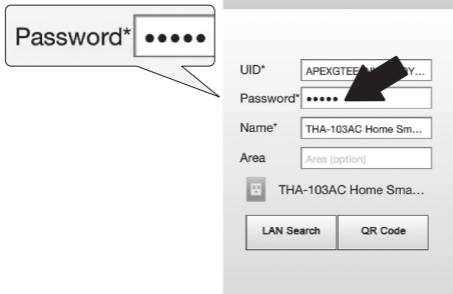 Password* •••••
UID* APEXGTEE
Password* •••••
Name* THA-103AC Home Sm...
Area Area (option)
THA-103AC Home Sma...
LAN Search QR Code